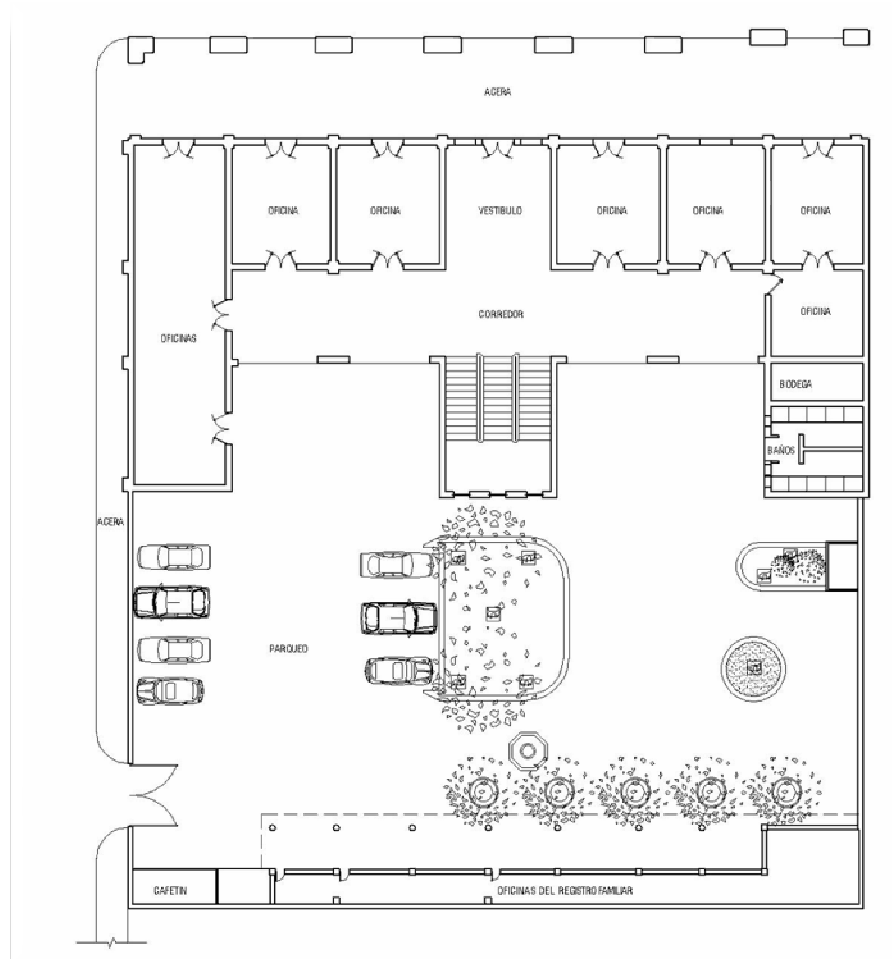 ACERA
OFICINA
OFICINA
VESTIBULO
OFICINA
OFICINA
OFICINA
CORREDOR
OFICINA
OFICINAS
BODEGA
BAÑOS
ACERA
PARQUEO
CAFETIN
OFICINAS DEL REGISTRO FAMILIAR